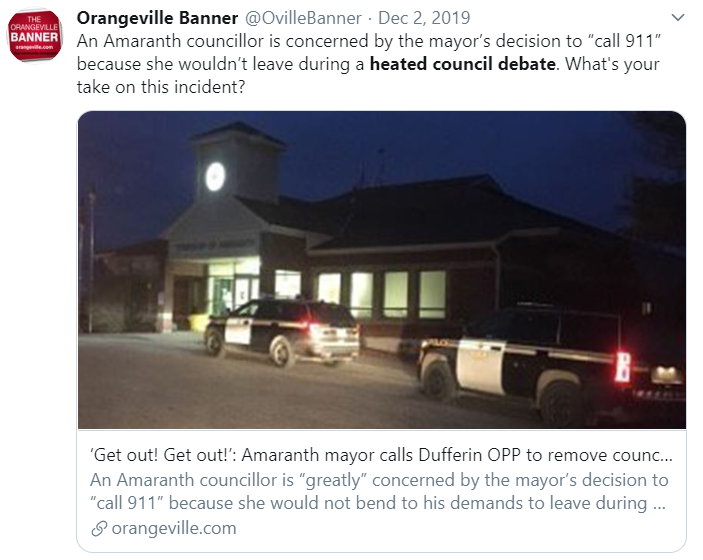 THE
ORANGEVILLE
BANNER
orangeville.com
Orangeville Banner @OvilleBanner · Dec 2, 2019
An Amaranth councillor is concerned by the mayor’s decision to “call 911”
because she wouldn’t leave during a heated council debate. What's your
take on this incident?
‘Get out! Get out!’: Amaranth mayor calls Dufferin OPP to remove counc...
An Amaranth councillor is “greatly” concerned by the mayor’s decision to
“call 911” because she would not bend to his demands to leave during ...
orangeville.com